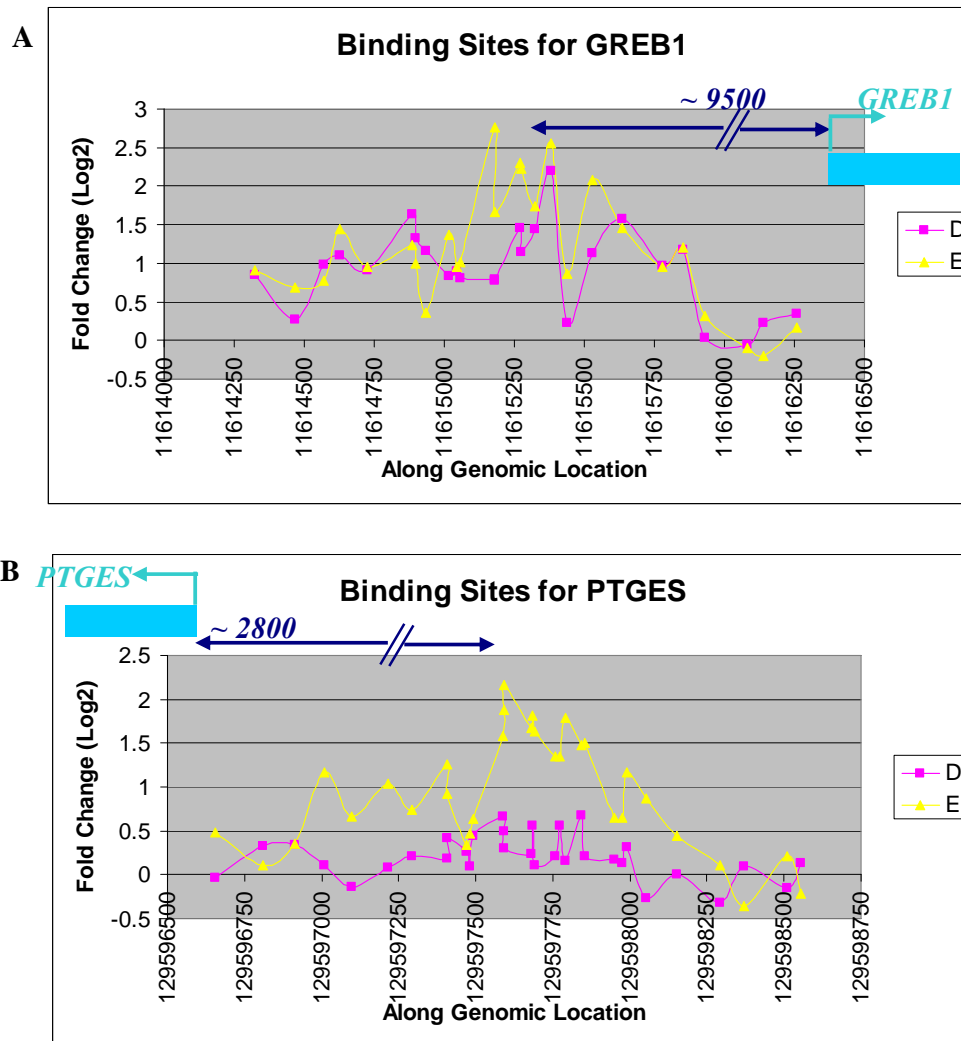 A
Binding Sites for GREB1
~ 9500
GREB1
Fold Change (Log2)
3
2.5
2
1.5
1
0.5
0
-0.5
11614000
11614250
11614500
11614750
11615000
11615250
11615500
11615750
11616000
11616250
11616500
Along Genomic Location
D
E
B
PTGES
Binding Sites for PTGES
~ 2800
Fold Change (Log2)
2.5
2
1.5
1
0.5
0
-0.5
129596500
129596750
129597000
129597250
129597500
129597750
129598000
129598250
129598500
129598750
Along Genomic Location
D
E